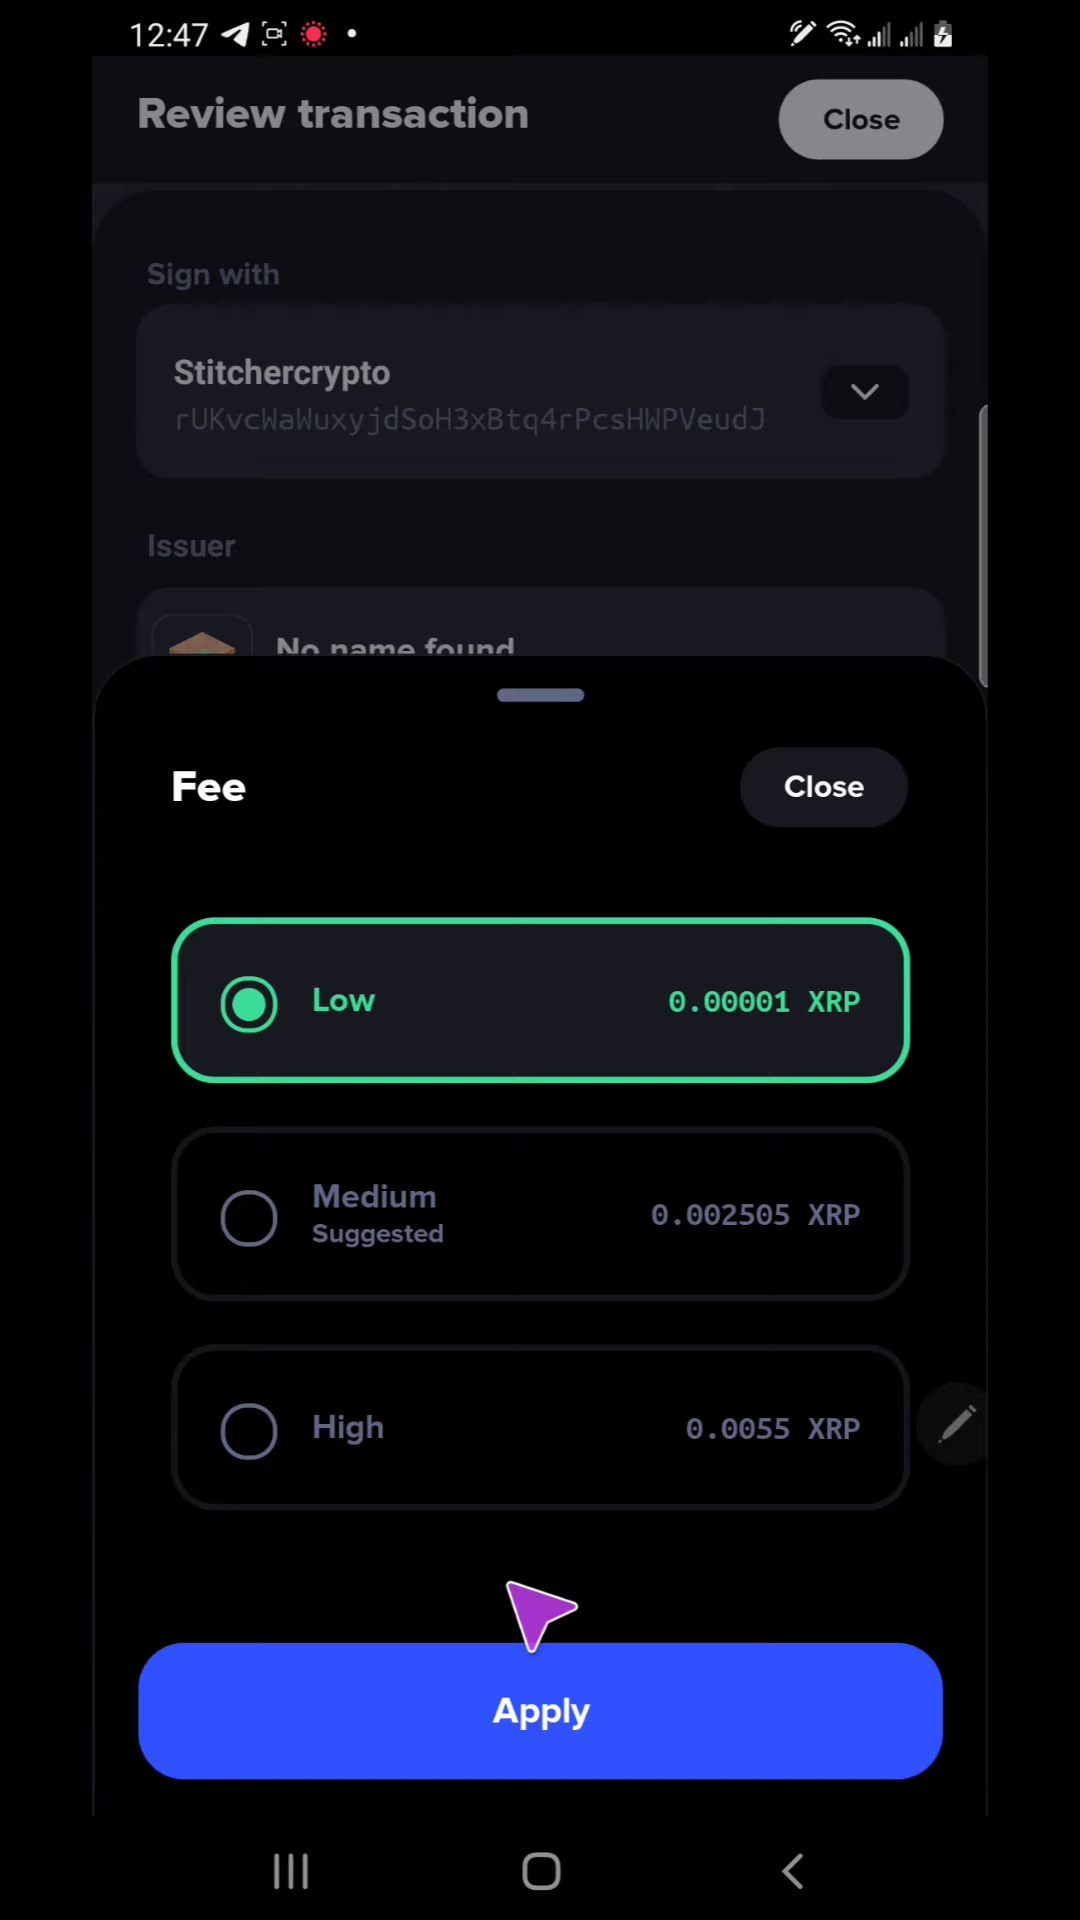 12:47
Review transaction
Close
Sign with
Stitchercrypto
rUKvcWaWuxyjdSoH3xBtq4rPcsHWPVeudJ
Issuer
No name found
Fee
Close
Low
0.00001 XRP
Medium
Suggested
0.002505 XRP
High
0.0055 XRP
Apply